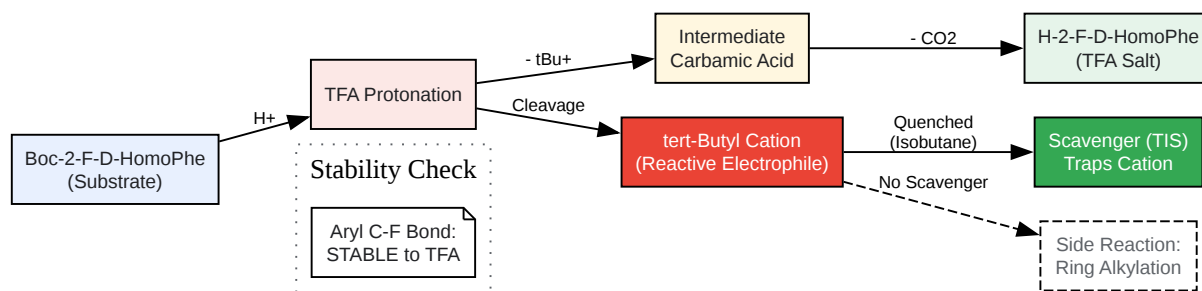 Boc-2-F-D-HomoPhe
(Substrate)
H+
TFA Protonation
Stability Check
Aryl C-F Bond:
STABLE to TFA
- tBu+
Cleavage
Intermediate
Carbamic Acid
- CO2
H-2-F-D-HomoPhe
(TFA Salt)
tert-Butyl Cation
(Reactive Electrophile)
Quenched
(Isobutane)
Scavenger (TIS)
Traps Cation
No Scavenger
Side Reaction:
Ring Alkylation